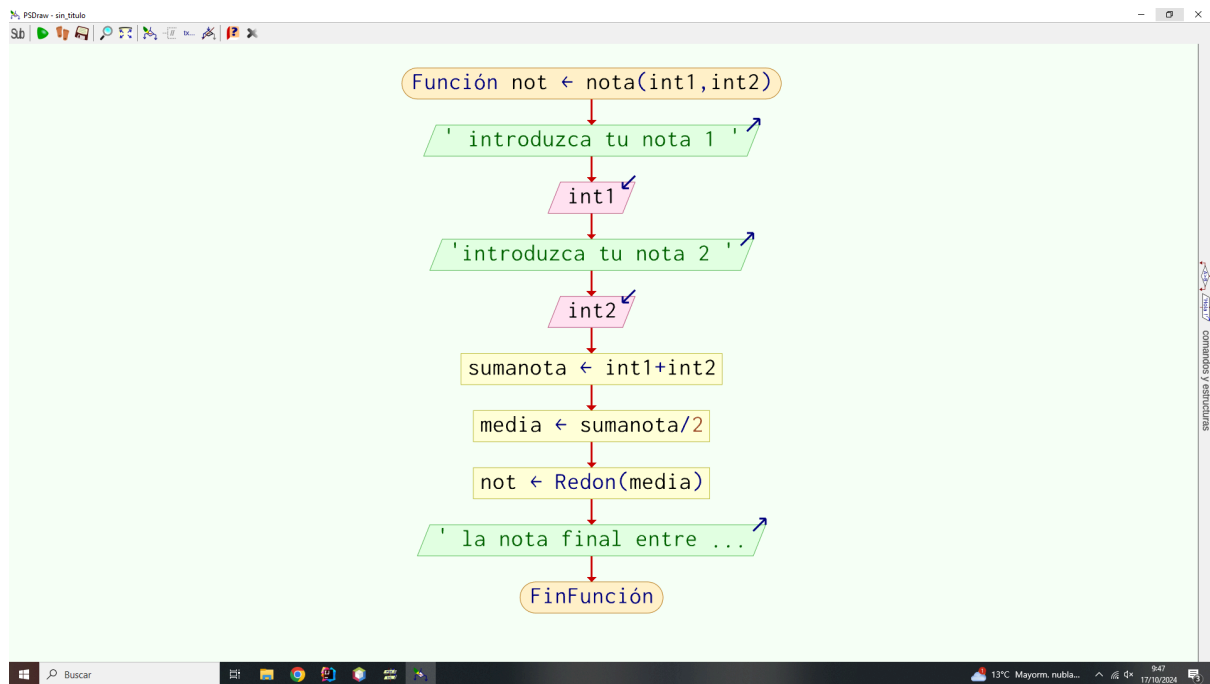 PSDraw - sin_titulo
Sub
tx...
Función not ← nota(int1,int2)
' introduzca tu nota 1 '
int1
'introduzca tu nota 2 '
int2
sumanota ← int1+int2
media ← sumanota/2
not ← Redon(media)
' la nota final entre ...
FinFunción
comandos y estructuras
Buscar
13°C Mayorm. nubla...
9:47
17/10/2024